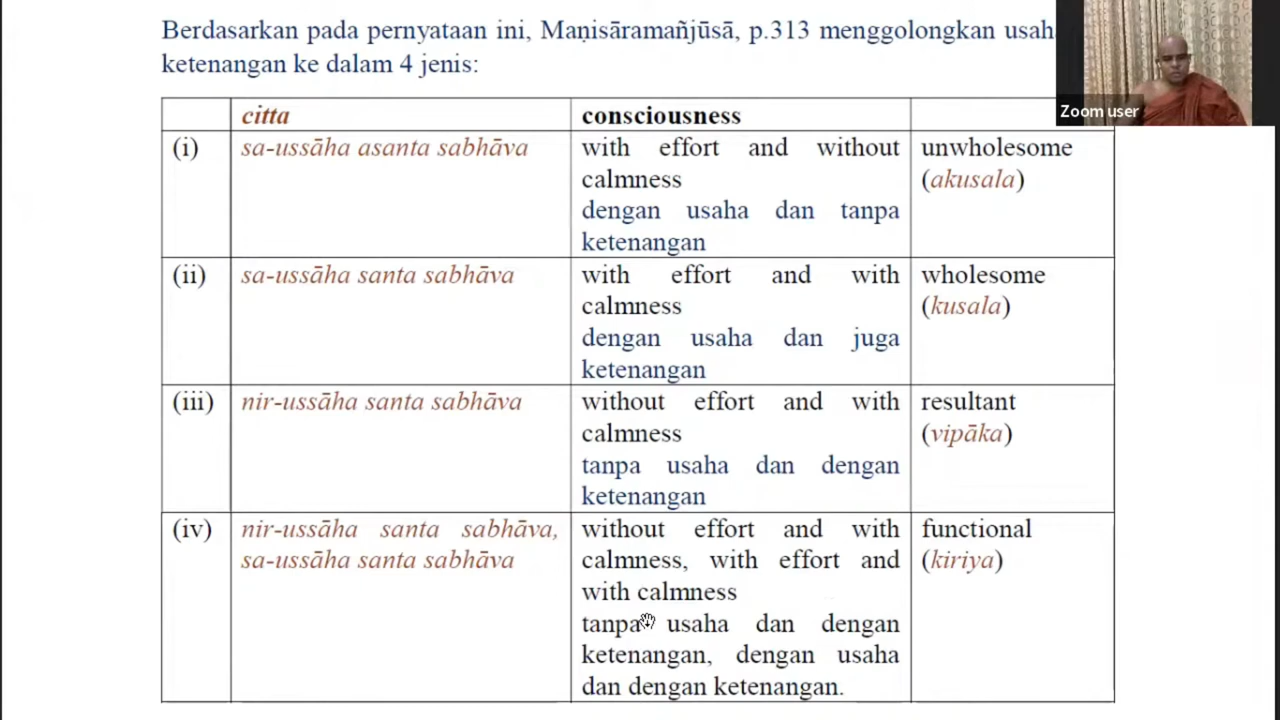 Berdasarkan pada pernyataan ini, Maṇisāramañjūsā, p.313 menggolongkan
ketenangan ke dalam 4 jenis:
Zoom user
citta consciousness
(i) sa-ussāha asanta sabhāva with effort and without unwholesome
calmness (akusala)
dengan usaha dan tanpa
ketenangan
(ii) sa-ussāha santa sabhāva with effort and with wholesome
calmness (kusala)
dengan usaha dan juga
ketenangan
(iii) nir-ussāha santa sabhāva without effort and with resultant
calmness (vipāka)
tanpa usaha dan dengan
ketenangan
(iv) nir-ussāha santa sabhāva, without effort and with functional
sa-ussāha santa sabhāva calmness, with effort and (kiriya)
with calmness
tanpa usaha dan dengan
ketenangan, dengan usaha
dan dengan ketenangan.